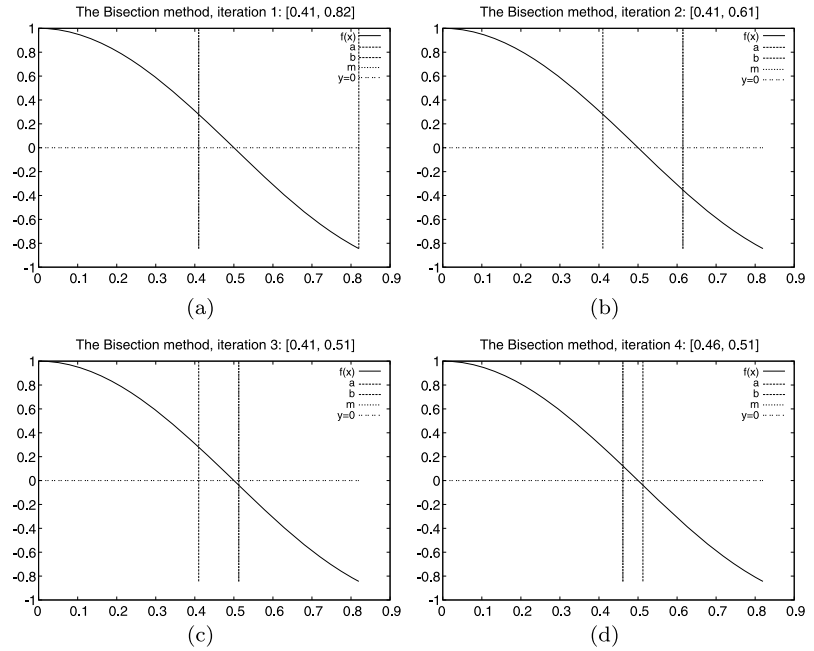 The Bisection method, iteration 1: [0.41, 0.82]
f(x)
a
b
m
y=0
1
0.8
0.6
0.4
0.2
0
-0.2
-0.4
-0.6
-0.8
-1
0 0.1 0.2 0.3 0.4 0.5 0.6 0.7 0.8 0.9
(a)
The Bisection method, iteration 2: [0.41, 0.61]
f(x)
a
b
m
y=0
1
0.8
0.6
0.4
0.2
0
-0.2
-0.4
-0.6
-0.8
-1
0 0.1 0.2 0.3 0.4 0.5 0.6 0.7 0.8 0.9
(b)
The Bisection method, iteration 3: [0.41, 0.51]
f(x)
a
b
m
y=0
1
0.8
0.6
0.4
0.2
0
-0.2
-0.4
-0.6
-0.8
-1
0 0.1 0.2 0.3 0.4 0.5 0.6 0.7 0.8 0.9
(c)
The Bisection method, iteration 4: [0.46, 0.51]
f(x)
a
b
m
y=0
1
0.8
0.6
0.4
0.2
0
-0.2
-0.4
-0.6
-0.8
-1
0 0.1 0.2 0.3 0.4 0.5 0.6 0.7 0.8 0.9
(d)